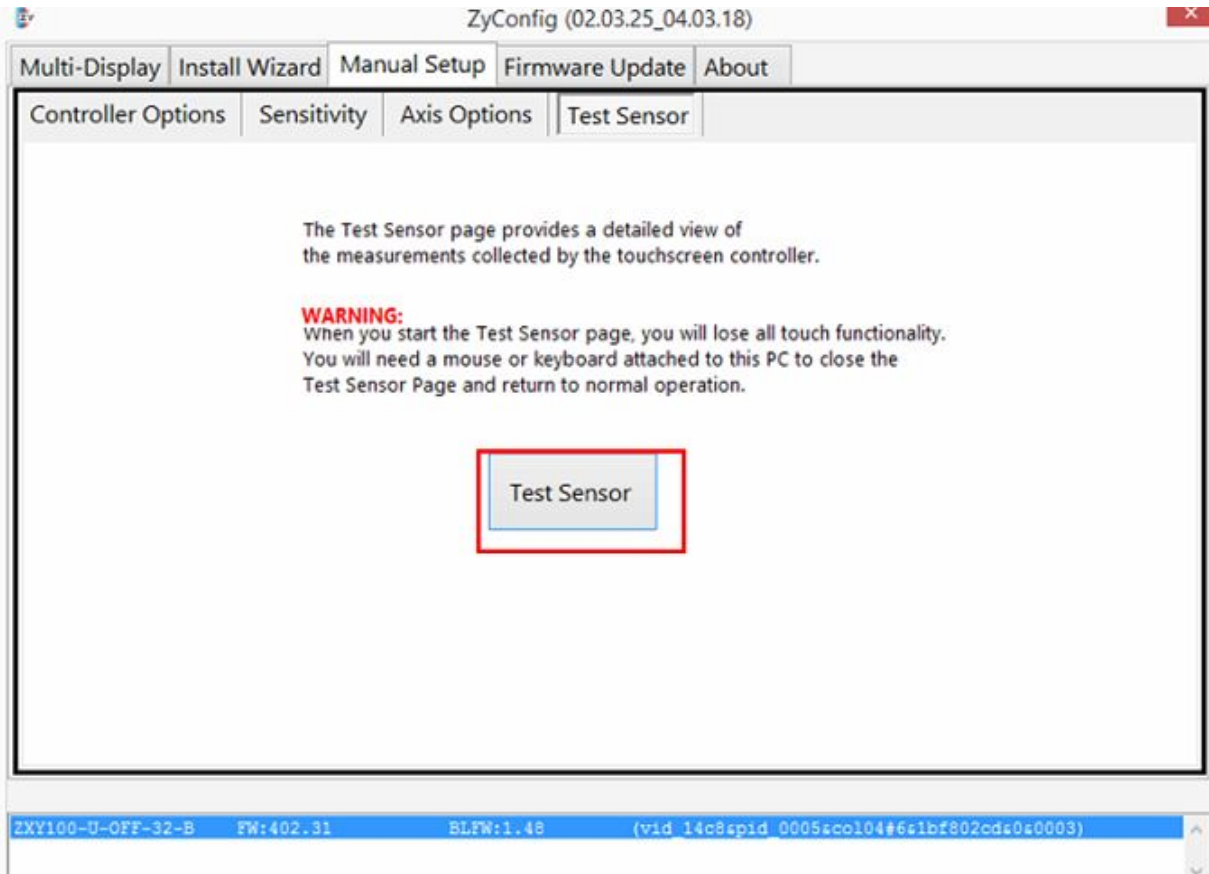 Zy ZyConfig (02.03.25_04.03.18)
Multi-Display Install Wizard Manual Setup Firmware Update About
Controller Options Sensitivity Axis Options Test Sensor
The Test Sensor page provides a detailed view of
the measurements collected by the touchscreen controller.
WARNING:
When you start the Test Sensor page, you will lose all touch functionality.
You will need a mouse or keyboard attached to this PC to close the
Test Sensor Page and return to normal operation.
Test Sensor
ZXY100-U-OFF-32-B FW:402.31 BLFW:1.48 (vid_14c8&pid_0005&col04#6&1bf802cd&0&0003)